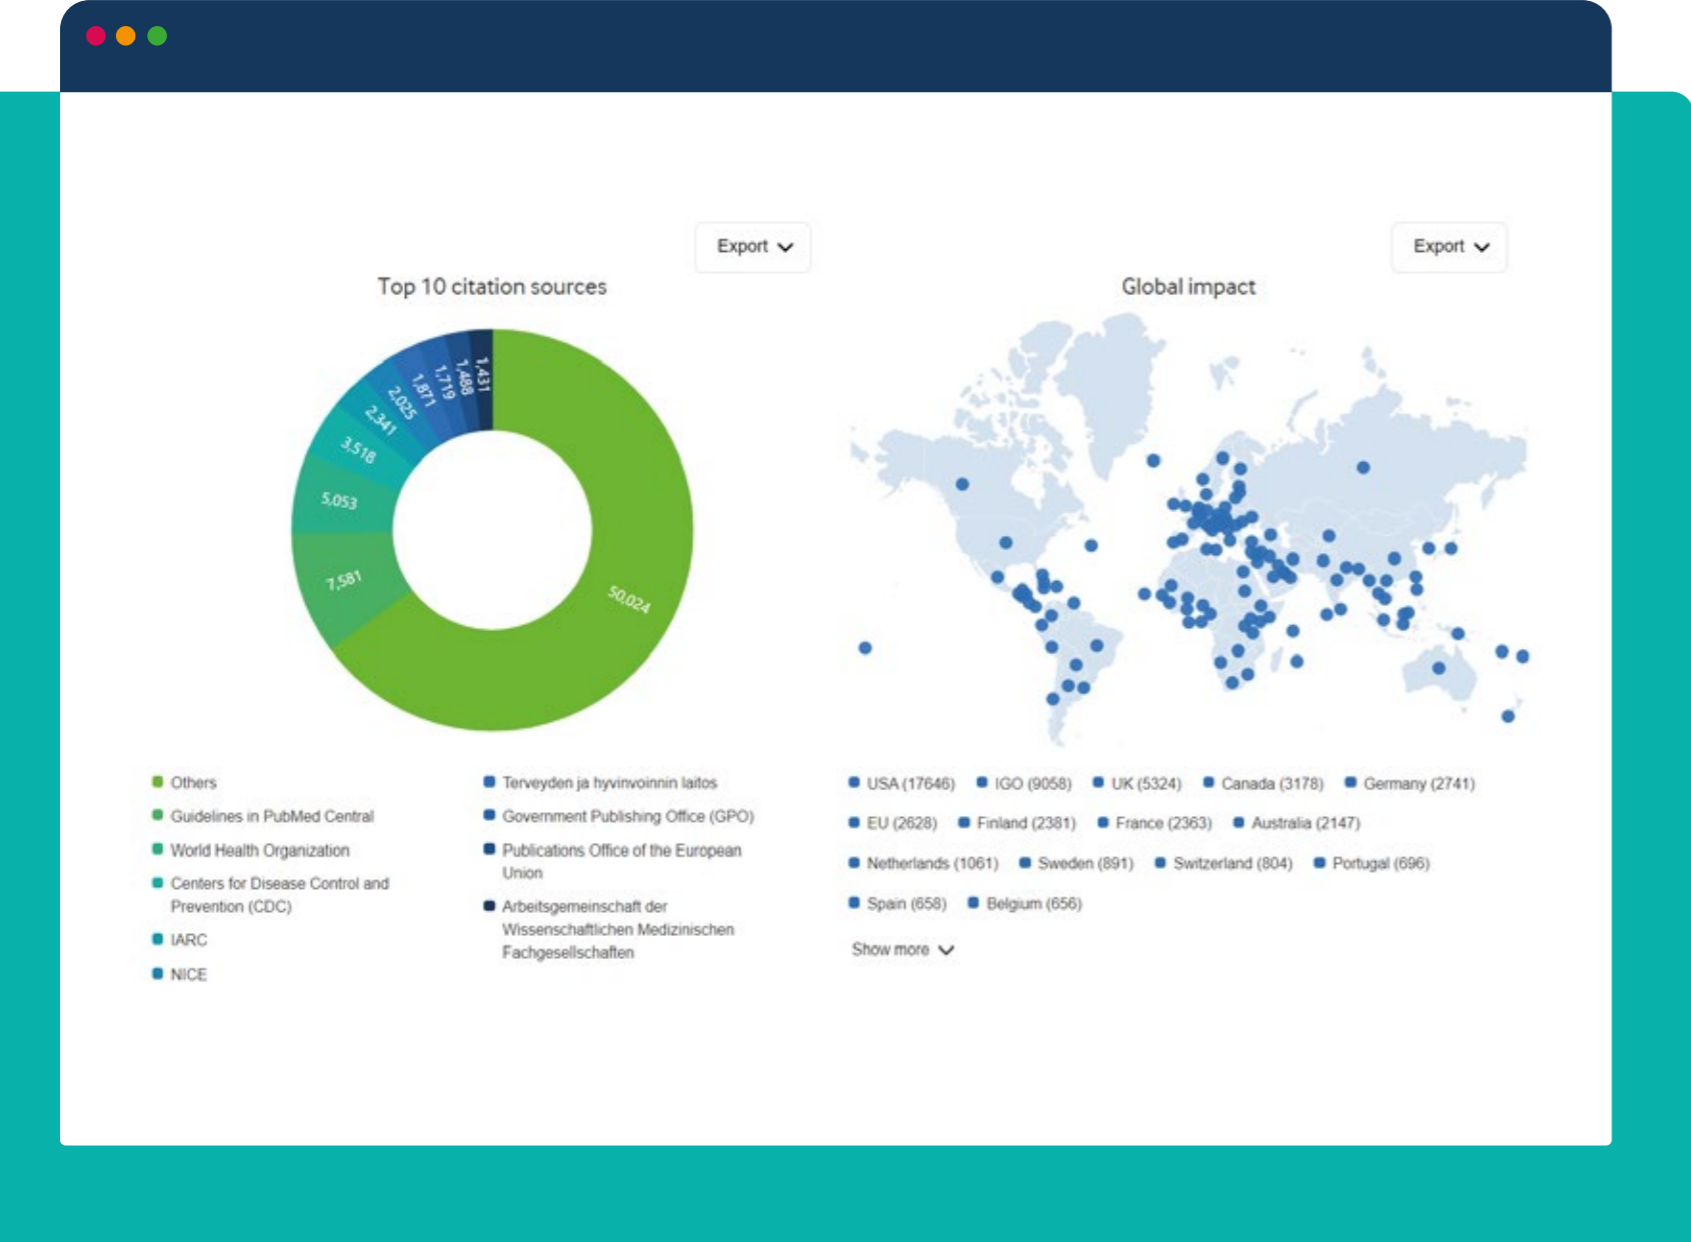 Export
Top 10 citation sources
1,431
1,488
1,719
1,871
2,025
2,341
3,518
5,053
7,581
50,024
Others
Guidelines in PubMed Central
World Health Organization
Centers for Disease Control and
Prevention (CDC)
IARC
NICE
Terveyden ja hyvinvoinnin laitos
Government Publishing Office (GPO)
Publications Office of the European
Union
Arbeitsgemeinschaft der
Wissenschaftlichen Medizinischen
Fachgesellschaften
Export
Global impact
USA (17646) IGO (9058) UK (5324) Canada (3178) Germany (2741)
EU (2628) Finland (2381) France (2363) Australia (2147)
Netherlands (1061) Sweden (891) Switzerland (804) Portugal (696)
Spain (658) Belgium (656)
Show more